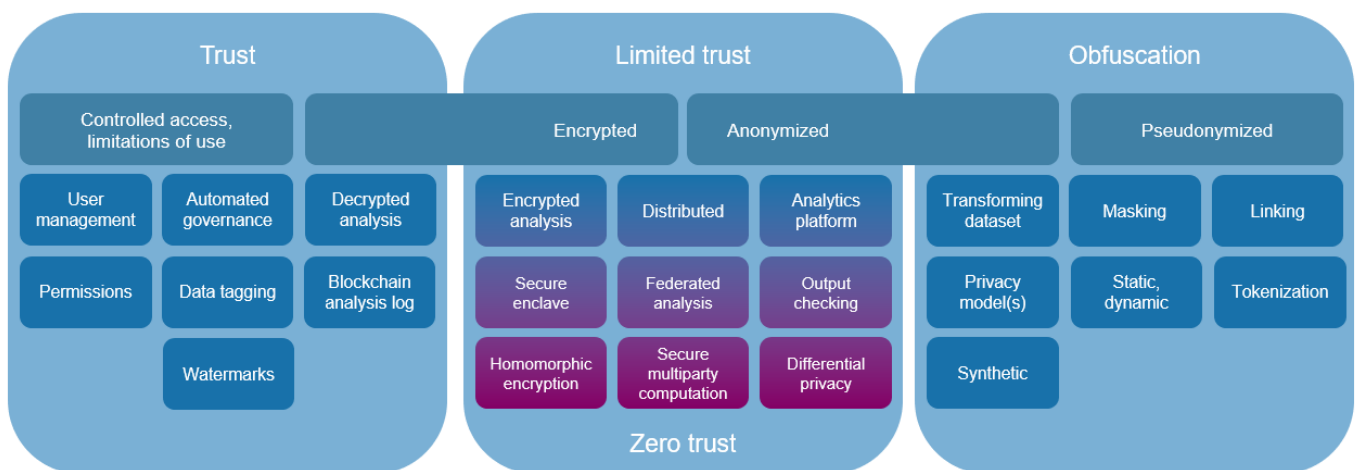 Trust
Limited trust
Obfuscation
Controlled access,
limitations of use
Encrypted
Anonymized
Pseudonymized
User
management
Automated
governance
Decrypted
analysis
Encrypted
analysis
Distributed
Analytics
platform
Transforming
dataset
Masking
Linking
Permissions
Data tagging
Blockchain
analysis log
Secure
enclave
Federated
analysis
Output
checking
Privacy
model(s)
Static,
dynamic
Tokenization
Watermarks
Homomorphic
encryption
Secure
multiparty
computation
Differential
privacy
Synthetic
Zero trust